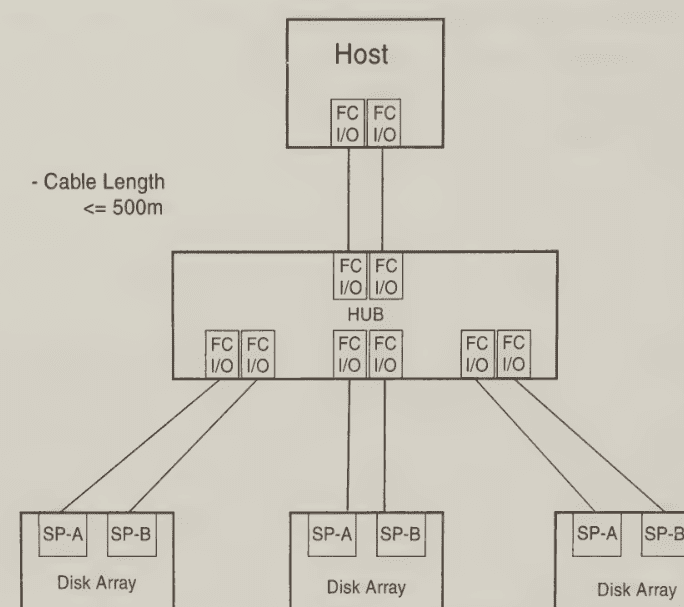 Host
FC FC
I/O I/O
- Cable Length
<= 500m
FC FC
I/O I/O
HUB
FC FC FC FC FC FC
I/O I/O I/O I/O I/O I/O
SP-A SP-B SP-A SP-B SP-A SP-B
Disk Array Disk Array Disk Array